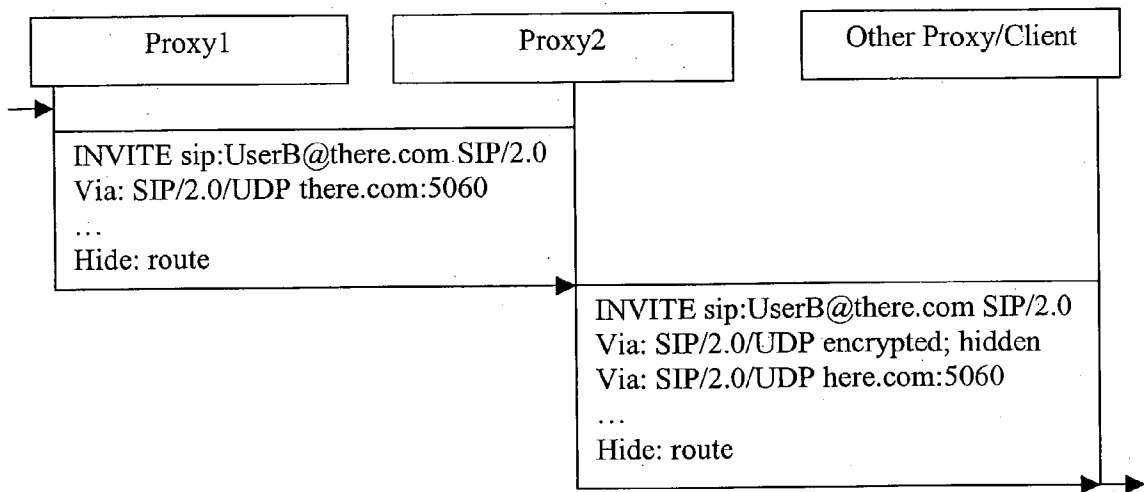 Proxy1
Proxy2
Other Proxy/Client
INVITE sip:UserB@there.com SIP/2.0
Via: SIP/2.0/UDP there.com:5060
...
Hide: route
INVITE sip:UserB@there.com SIP/2.0
Via: SIP/2.0/UDP encrypted; hidden
Via: SIP/2.0/UDP here.com:5060
...
Hide: route